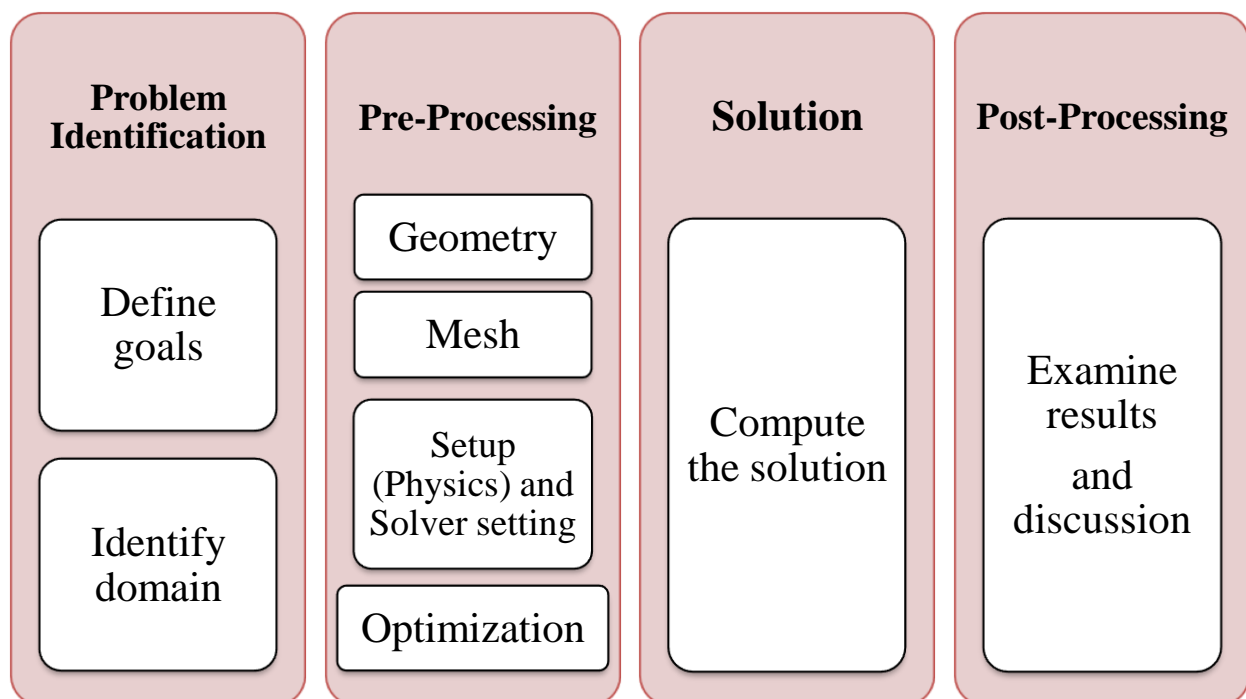 Problem
Identification
Define
goals
Identify
domain
Pre-Processing
Geometry
Mesh
Setup
(Physics) and
Solver setting
Optimization
Solution
Compute
the solution
Post-Processing
Examine
results
and
discussion